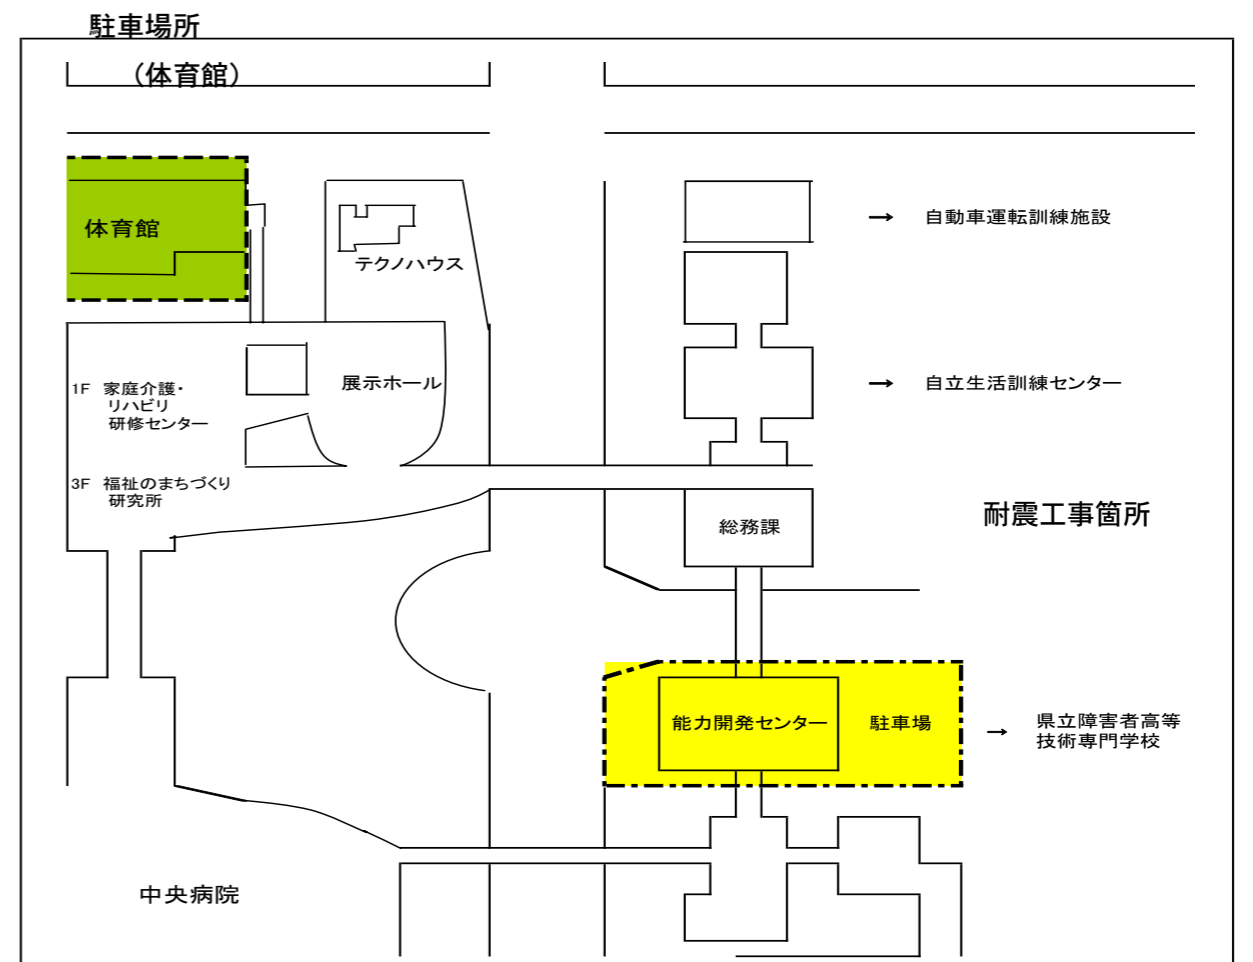 駐車場所
（体育館）
体育館
テクノハウス
→ 自動車運転訓練施設
1F 家庭介護・
リハビリ
研修センター
展示ホール
→ 自立生活訓練センター
3F 福祉のまちづくり
研究所
総務課
耐震工事箇所
能力開発センター
駐車場
→ 県立障害者高等
技術専門学校
中央病院